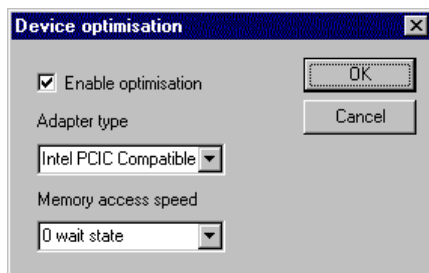 Device optimisation
Enable optimisation
OK
Cancel
Adapter type
Intel PCIC Compatible
Memory access speed
0 wait state